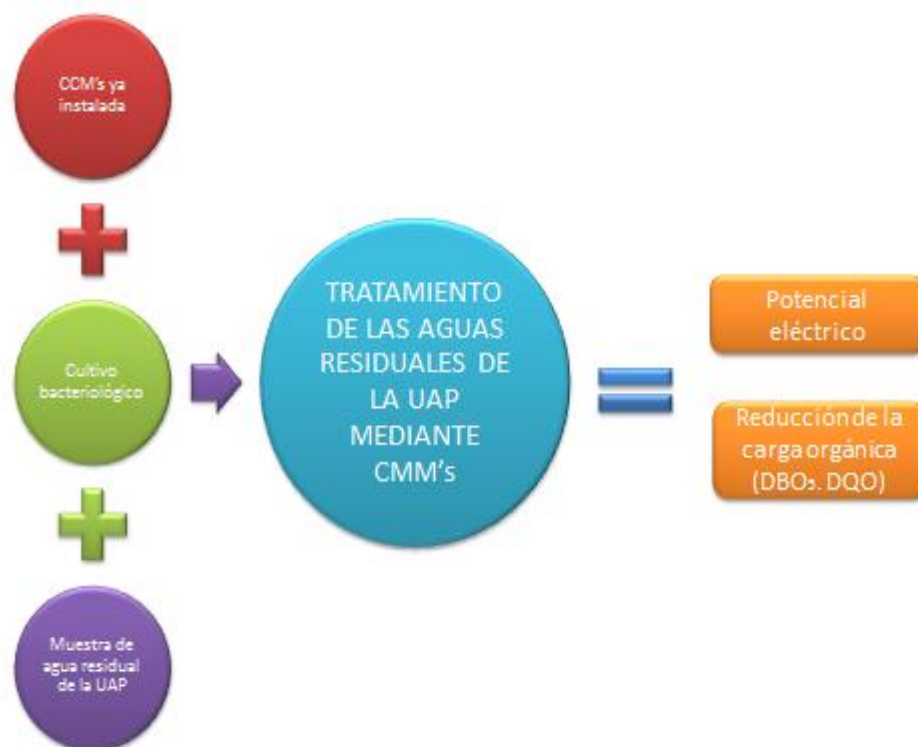 CCM's ya
instalada
Cultivo
bacteriológico
Muestra de
agua residual
de la UAP
TRATAMIENTO
DE LAS AGUAS
RESIDUALES DE
LA UAP
MEDIANTE
CMM's
Potencial
eléctrico
Reducción de la
carga orgánica
(DBO₅. DQO)